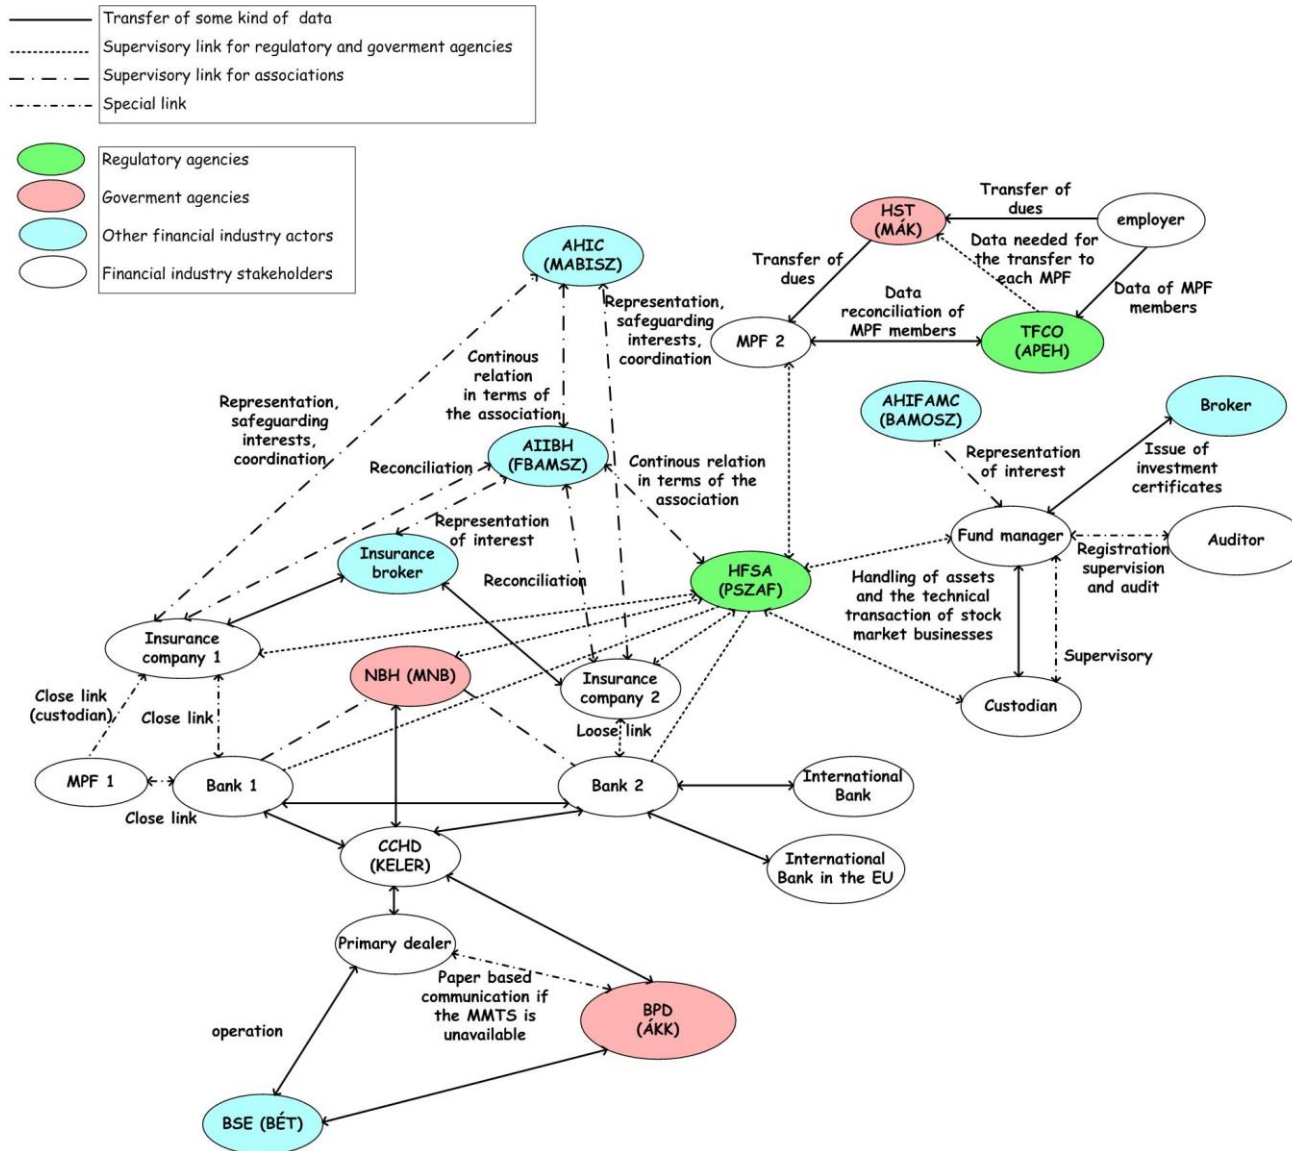 Transfer of some kind of data
Supervisory link for regulatory and goverment agencies
Supervisory link for associations
Special link
Regulatory agencies
Goverment agencies
Other financial industry actors
Financial industry stakeholders
HST
(MÁK)
Transfer of
dues
employer
Data needed for
the transfer to
each MPF
Data of MPF
members
Transfer of
dues
Data
reconciliation of
MPF members
MPF 2
TFCO
(APEH)
AHIC
(MABISZ)
Representation,
safeguarding
interests,
coordination
Continous
relation
in terms of
the association
Representation,
safeguarding
interests,
coordination
AHIFAMC
(BAMOSZ)
Broker
Representation
of interest
Issue of
investment
certificates
AIIBH
(FBAMSZ)
Reconciliation
Continous relation
in terms of the
association
Representation
of interest
Insurance
broker
Reconciliation
HFSA
(PSZAF)
Fund manager
Auditor
Registration
supervision
and audit
Handling of assets
and the technical
transaction of stock
market businesses
Supervisory
Custodian
Insurance
company 1
NBH (MNB)
Insurance
company 2
Close link
(custodian)
Close link
Loose link
MPF 1
Bank 1
Close link
Bank 2
International
Bank
International
Bank in the EU
CCHD
(KELER)
Primary dealer
Paper based
communication if
the MMTS is
unavailable
BPD
(ÁKK)
operation
BSE (BÉT)